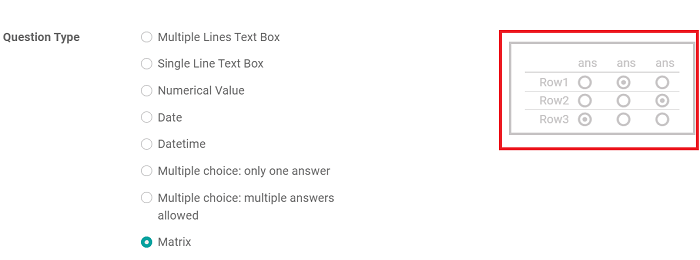 Question Type
Multiple Lines Text Box
Single Line Text Box
Numerical Value
Date
Datetime
Multiple choice: only one answer
Multiple choice: multiple answers
allowed
Matrix
ans ans ans
Row1
Row2
Row3